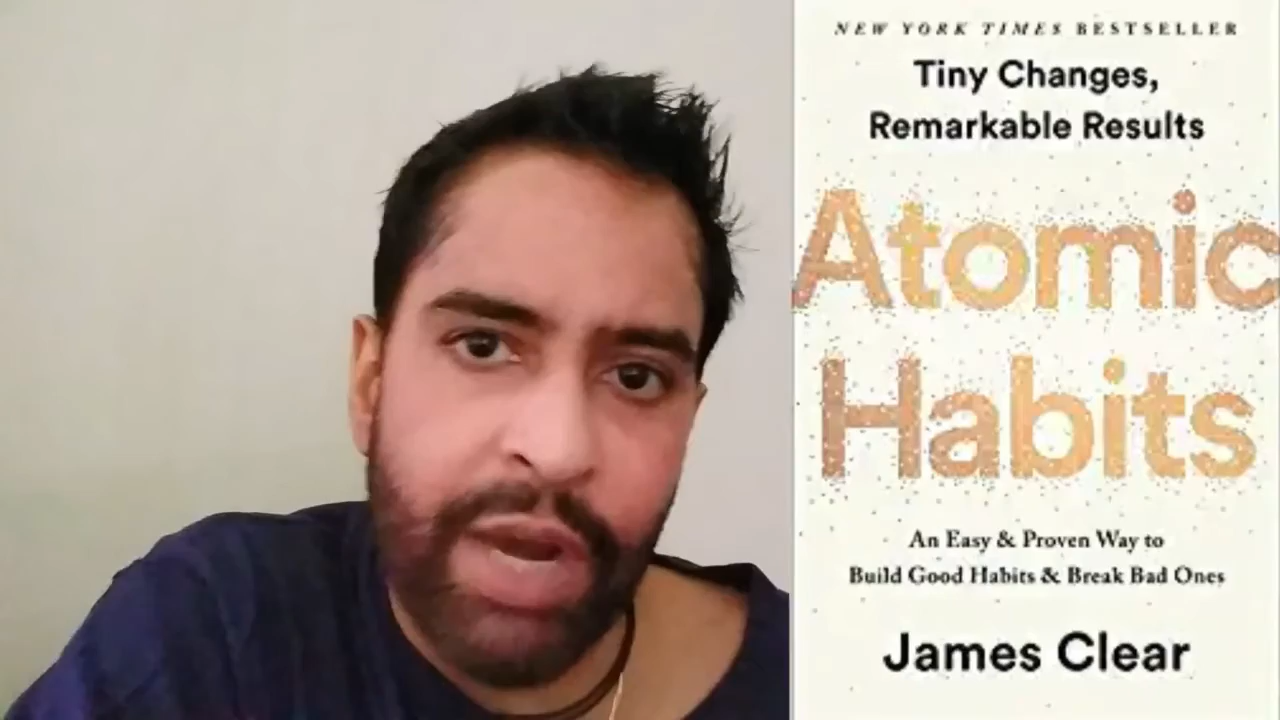 NEW YORK TIMES BESTSELLER
Tiny Changes,
Remarkable Results
Atomic
Habits
An Easy & Proven Way to
Build Good Habits & Break Bad Ones
James Clear